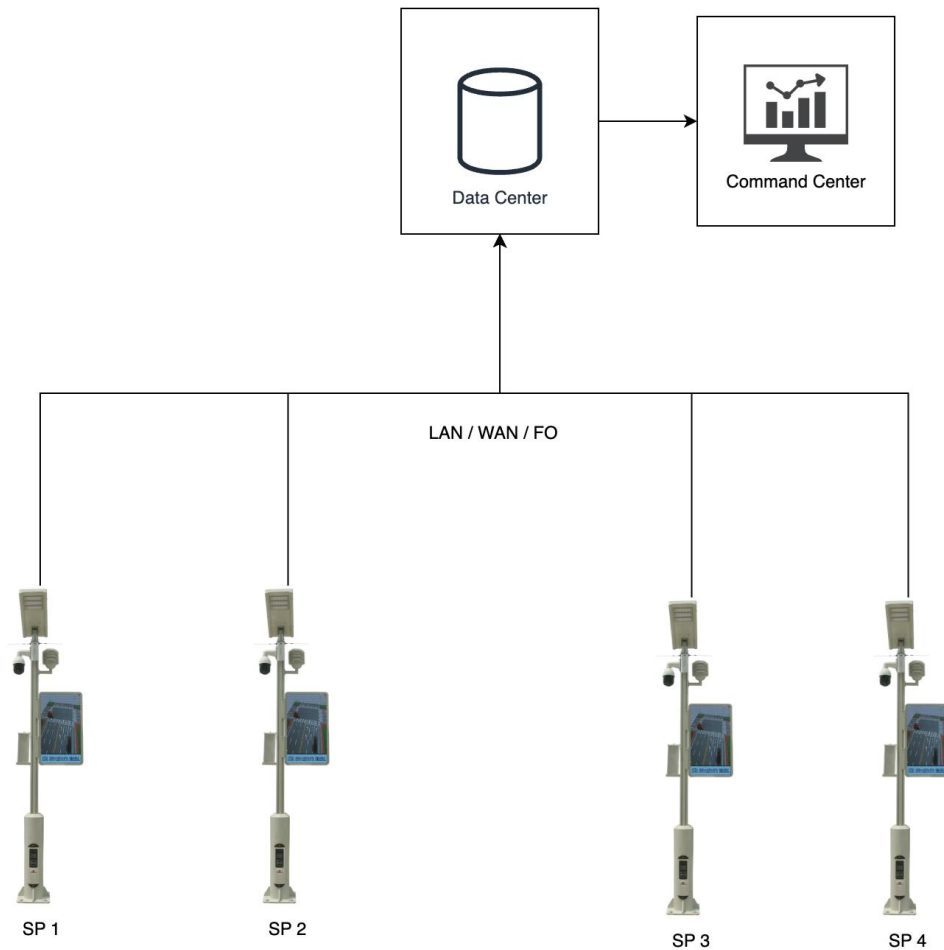 Data Center
Command Center
LAN / WAN / FO
SP 1
SP 2
SP 3
SP 4